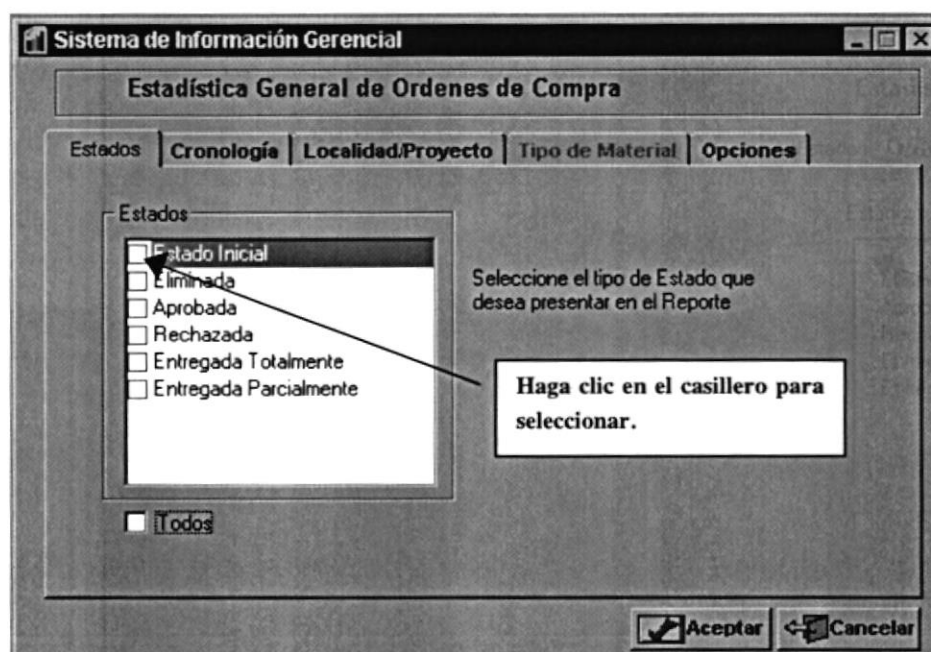 Sistema de Información Gerencial
Estadística General de Ordenes de Compra
Estados Cronología Localidad/Proyecto Tipo de Material Opciones
Estados
Estado Inicial
Eliminada
Aprobada
Rechazada
Entregada Totalmente
Entregada Parcialmente
Seleccione el tipo de Estado que
desea presentar en el Reporte
Haga clic en el casillero para
seleccionar.
Todos
Aceptar Cancelar